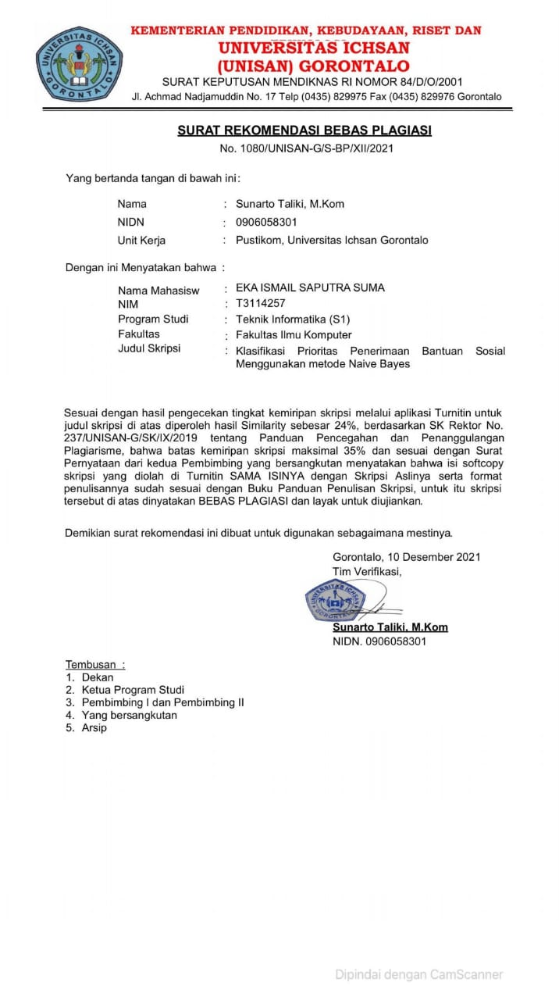 KEMENTERIAN PENDIDIKAN, KEBUDAYAAN, RISET DAN
UNIVERSITAS ICHSAN
(UNISAN) GORONTALO
SURAT KEPUTUSAN MENDIKNAS RI NOMOR 84/D/O/2001
Jl. Achmad Nadjamuddin No. 17 Telp (0435) 829975 Fax (0435) 829976 Gorontalo
UNIVERSITAS ICHSAN
GORONTALO
SURAT REKOMENDASI BEBAS PLAGIASI
No. 1080/UNISAN-G/S-BP/XII/2021
Yang bertanda tangan di bawah ini:
Nama : Sunarto Taliki, M.Kom
NIDN : 0906058301
Unit Kerja : Pustikom, Universitas Ichsan Gorontalo
Dengan ini Menyatakan bahwa :
Nama Mahasisw : EKA ISMAIL SAPUTRA SUMA
NIM : T3114257
Program Studi : Teknik Informatika (S1)
Fakultas : Fakultas Ilmu Komputer
Judul Skripsi : Klasifikasi Prioritas Penerimaan Bantuan Sosial
Menggunakan metode Naive Bayes
Sesuai dengan hasil pengecekan tingkat kemiripan skripsi melalui aplikasi Turnitin untuk
judul skripsi di atas diperoleh hasil Similarity sebesar 24%, berdasarkan SK Rektor No.
237/UNISAN-G/SK/IX/2019 tentang Panduan Pencegahan dan Penanggulangan
Plagiarisme, bahwa batas kemiripan skripsi maksimal 35% dan sesuai dengan Surat
Pernyataan dari kedua Pembimbing yang bersangkutan menyatakan bahwa isi softcopy
skripsi yang diolah di Turnitin SAMA ISINYA dengan Skripsi Aslinya serta format
penulisannya sudah sesuai dengan Buku Panduan Penulisan Skripsi, untuk itu skripsi
tersebut di atas dinyatakan BEBAS PLAGIASI dan layak untuk diujiankan.
Demikian surat rekomendasi ini dibuat untuk digunakan sebagaimana mestinya.
Gorontalo, 10 Desember 2021
Tim Verifikasi,
UNIVERSITAS ICHSAN
GORONTALO
Sunarto Taliki, M.Kom
NIDN. 0906058301
Tembusan :
1. Dekan
2. Ketua Program Studi
3. Pembimbing I dan Pembimbing II
4. Yang bersangkutan
5. Arsip
Dipindai dengan CamScanner